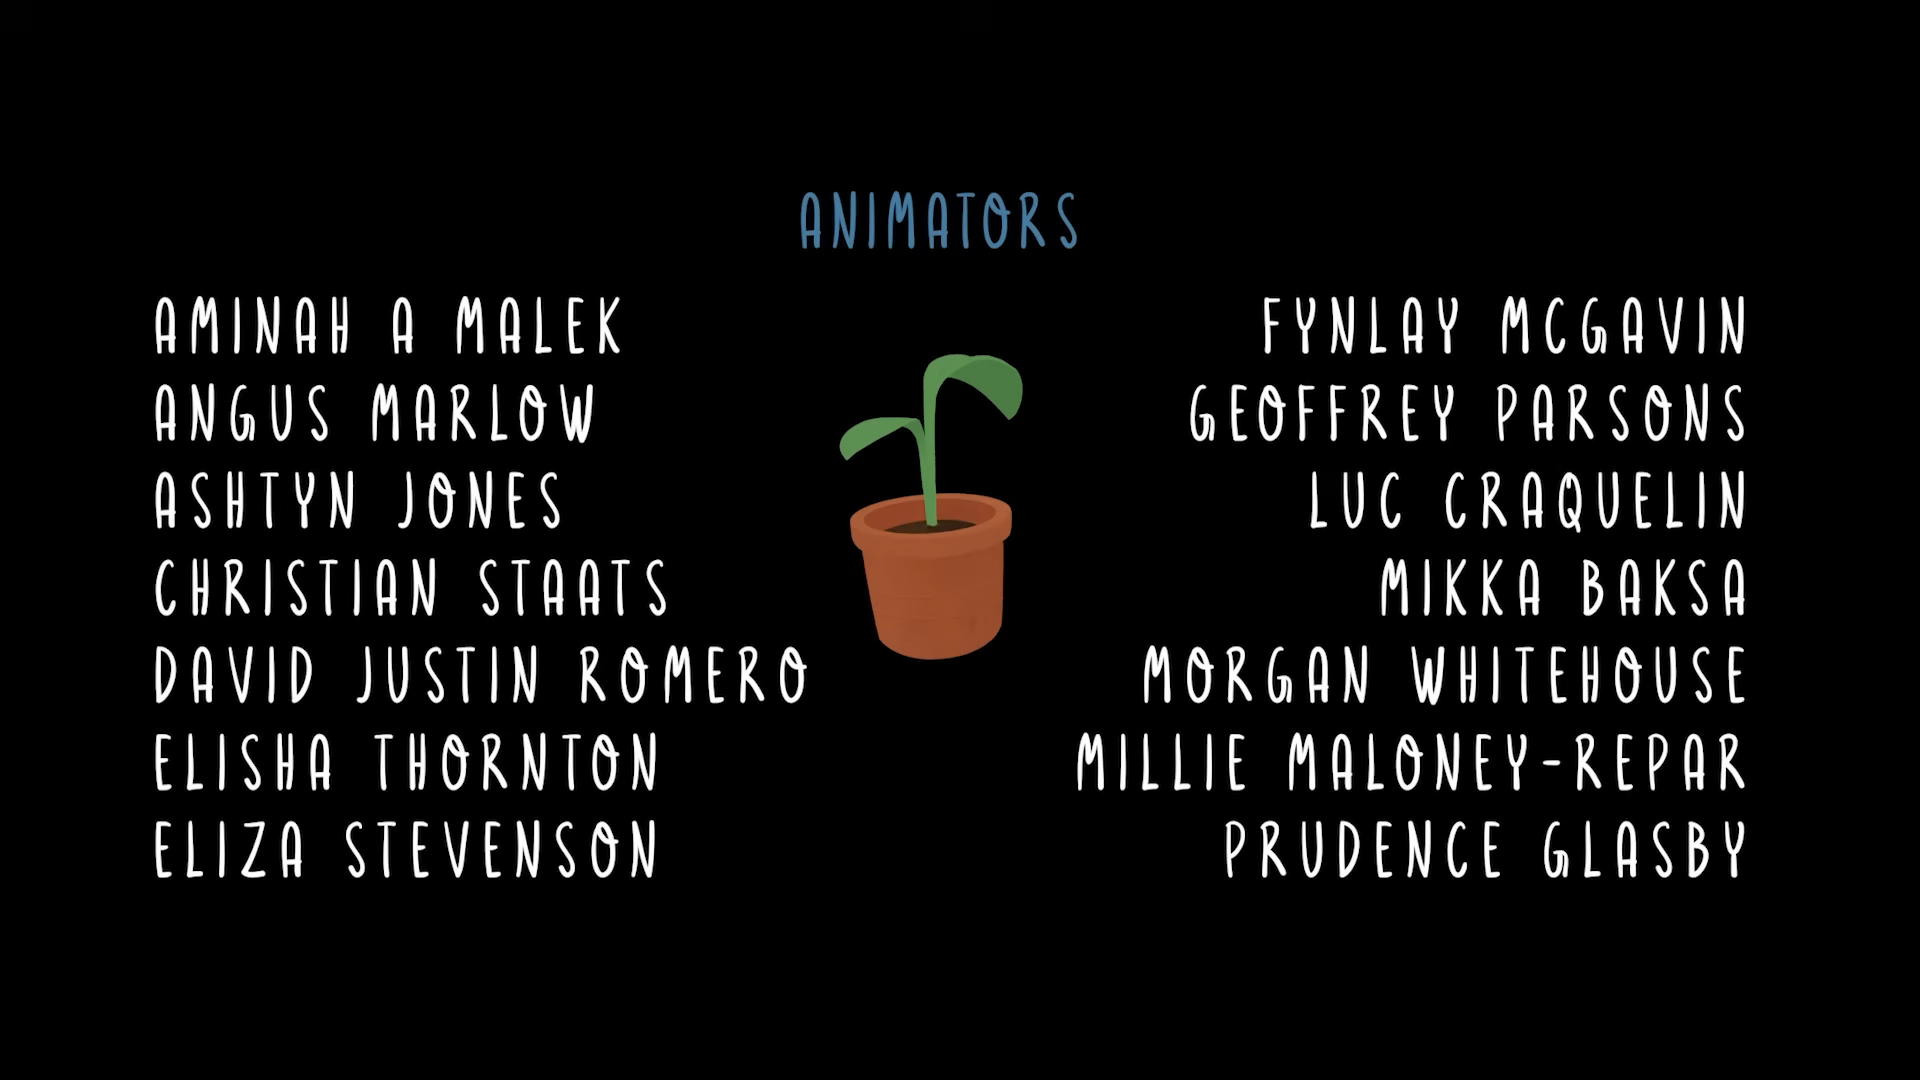 ANIMATORS
AMINAH A MALEK
ANGUS MARLOW
ASHTYN JONES
CHRISTIAN STAATS
DAVID JUSTIN ROMERO
ELISHA THORNTON
ELIZA STEVENSON
FYNLAY MCGAVIN
GEOFFREY PARSONS
LUC CRAQUELIN
MIKKA BAKSA
MORGAN WHITEHOUSE
MILLIE MALONEY-REPAR
PRUDENCE GLASBY